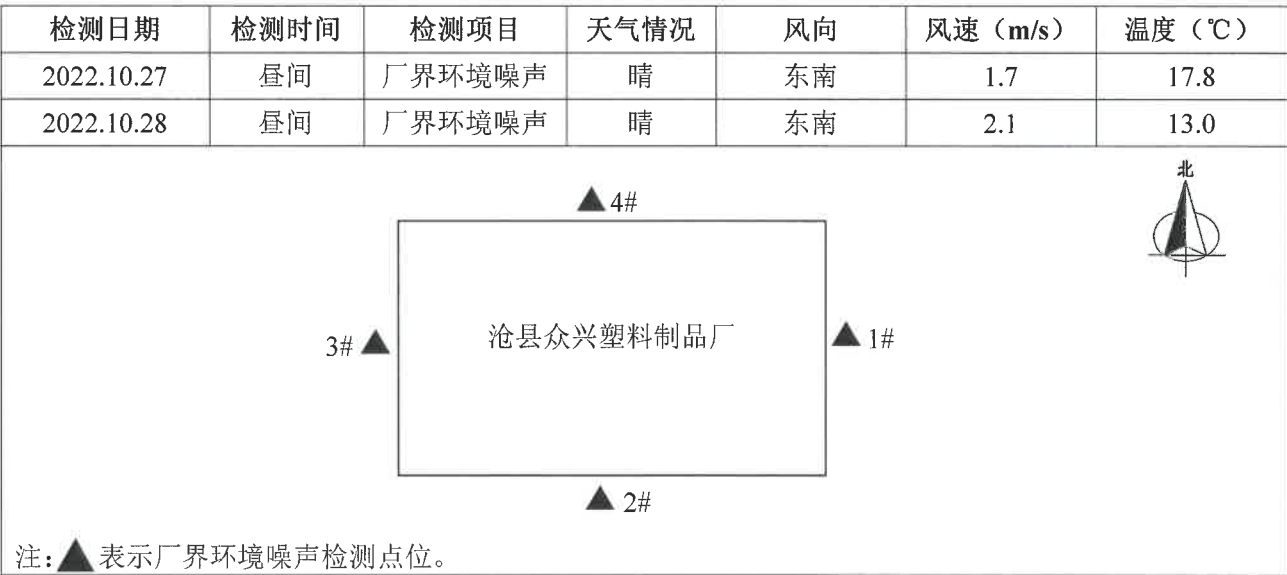 检测日期 检测时间 检测项目 天气情况 风向 风速（m/s） 温度（℃）
2022.10.27 昼间 厂界环境噪声 晴 东南 1.7 17.8
2022.10.28 昼间 厂界环境噪声 晴 东南 2.1 13.0
北
▲4#
沧县众兴塑料制品厂
3#▲
▲1#
▲2#
注:▲表示厂界环境噪声检测点位。